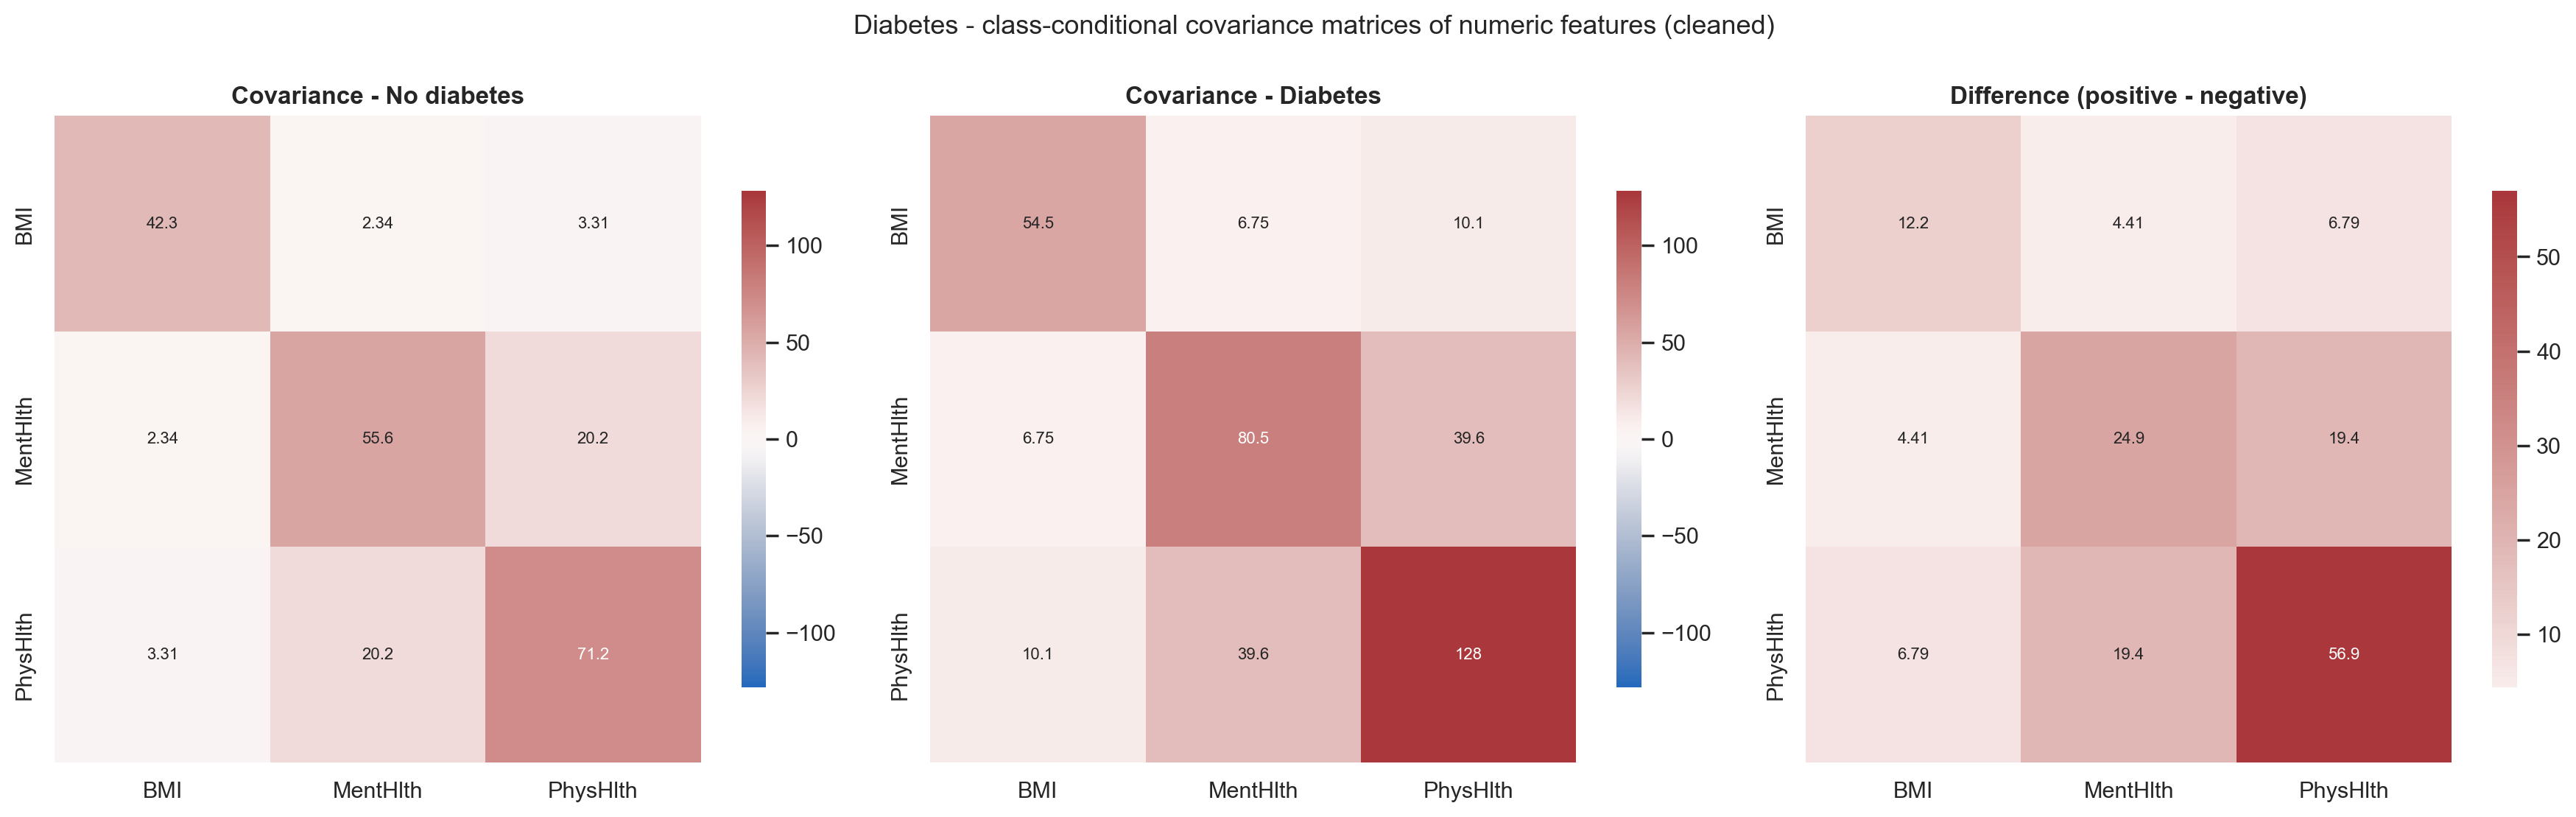 Diabetes - class-conditional covariance matrices of numeric features (cleaned)
Covariance - No diabetes
BMI
MentHlth
PhysHlth
42.3 2.34 3.31
2.34 55.6 20.2
3.31 20.2 71.2
BMI MentHlth PhysHlth
100
50
0
−50
−100
Covariance - Diabetes
BMI
MentHlth
PhysHlth
54.5 6.75 10.1
6.75 80.5 39.6
10.1 39.6 128
BMI MentHlth PhysHlth
100
50
0
−50
−100
Difference (positive - negative)
BMI
MentHlth
PhysHlth
12.2 4.41 6.79
4.41 24.9 19.4
6.79 19.4 56.9
BMI MentHlth PhysHlth
50
40
30
20
10